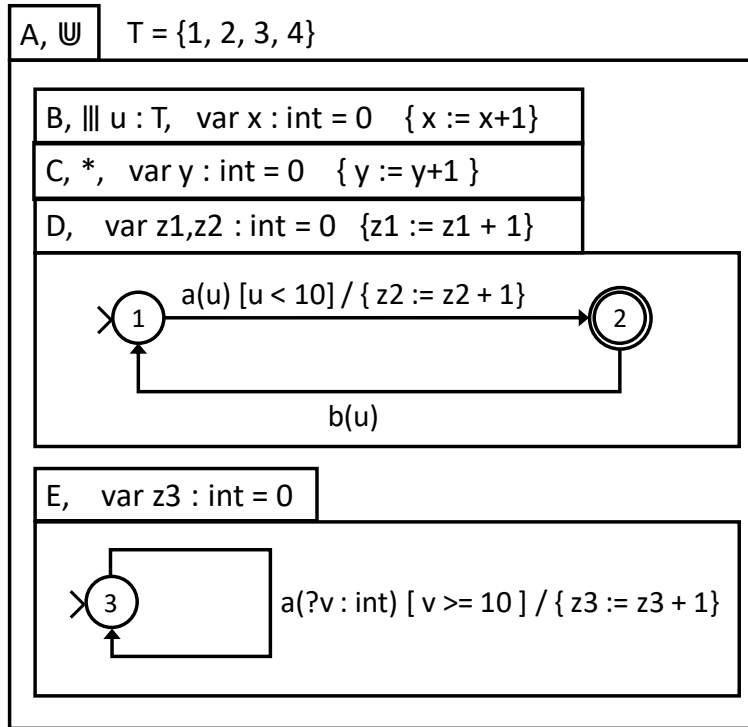 A, ⋓ T = {1, 2, 3, 4}
B, ⫴ u : T, var x : int = 0 { x := x+1}
C, *, var y : int = 0 { y := y+1 }
D, var z1,z2 : int = 0 {z1 := z1 + 1}
a(u) [u < 10] / { z2 := z2 + 1}
1 2
b(u)
E, var z3 : int = 0
3 a(?v : int) [ v >= 10 ] / { z3 := z3 + 1}